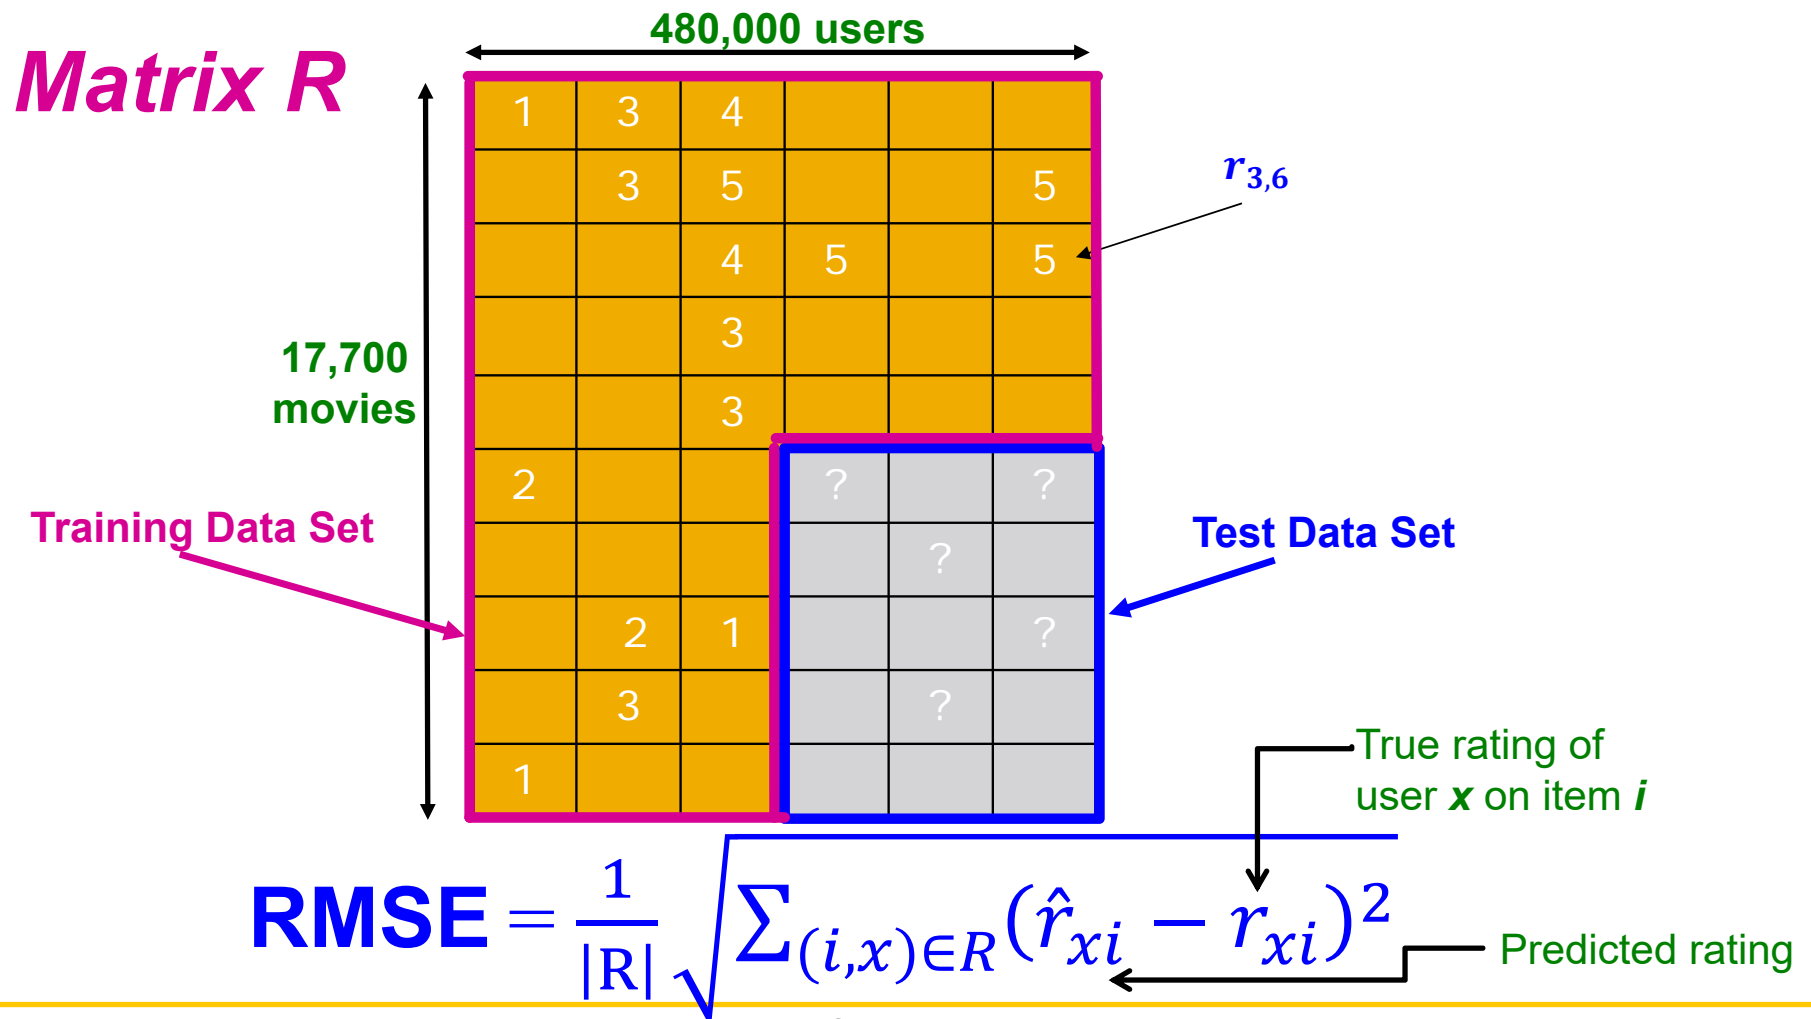 480,000 users
Matrix R
1 3 4
3 5 5
r3,6
4 5 5
3
17,700
movies
3
2 ? ?
Training Data Set
Test Data Set
?
2 1 ?
3 ?
True rating of
user x on item i
1
RMSE = 1/|R| √∑(i,x)∈R(r̂xi − rxi)2
Predicted rating